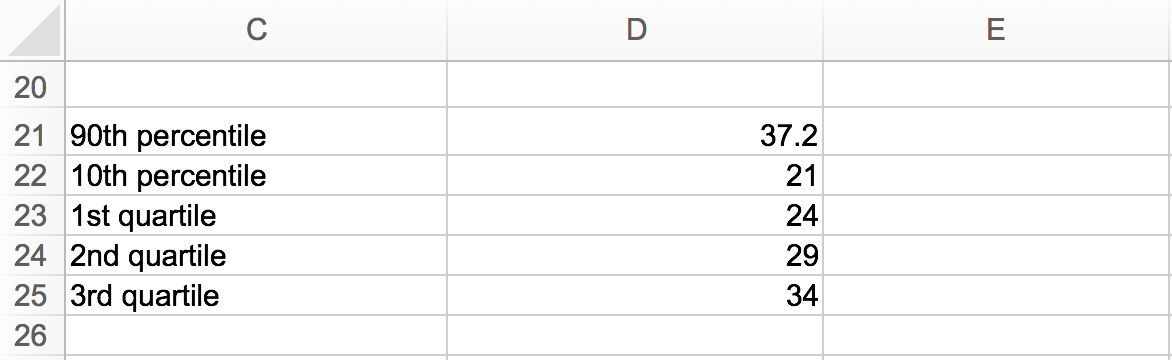 C D E
20
21 90th percentile 37.2
22 10th percentile 21
23 1st quartile 24
24 2nd quartile 29
25 3rd quartile 34
26